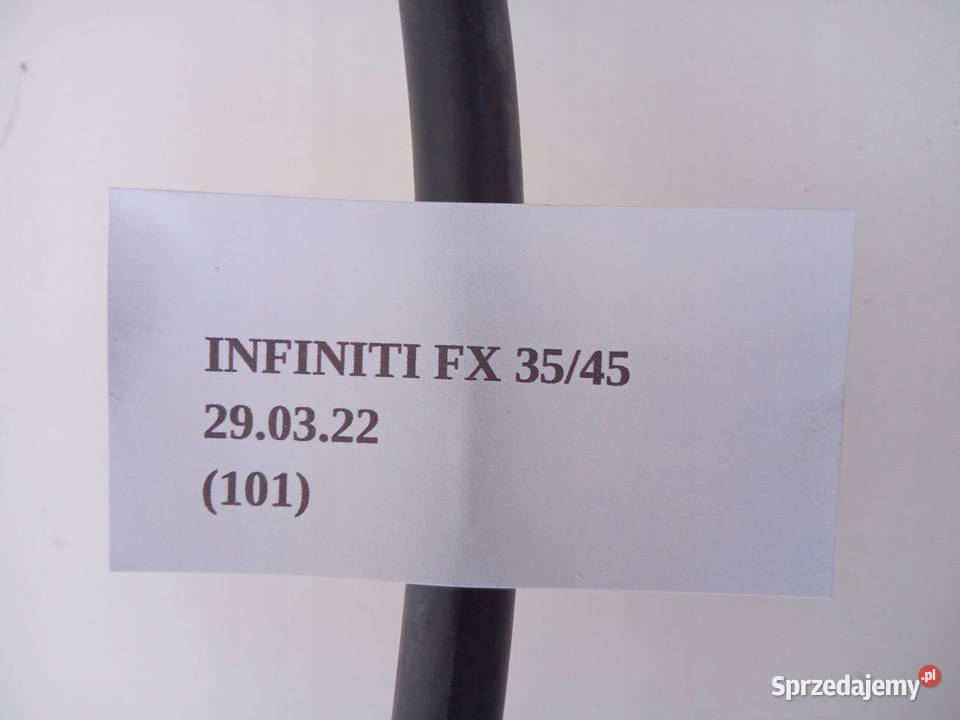 INFINITI FX 35/45
29.03.22
(101)
Sprzedajemy.pl